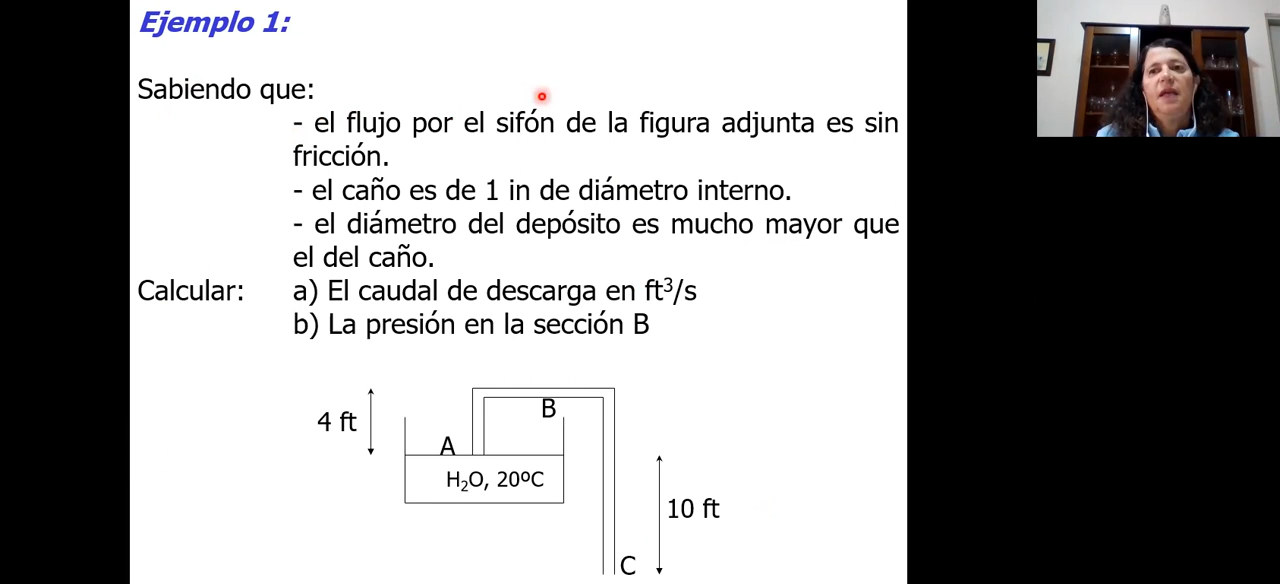 Ejemplo 1:
Sabiendo que:
- el flujo por el sifón de la figura adjunta es sin
fricción.
- el caño es de 1 in de diámetro interno.
- el diámetro del depósito es mucho mayor que
el del caño.
Calcular: a) El caudal de descarga en ft³/s
b) La presión en la sección B
4 ft
B
A
H₂O, 20ºC
10 ft
C